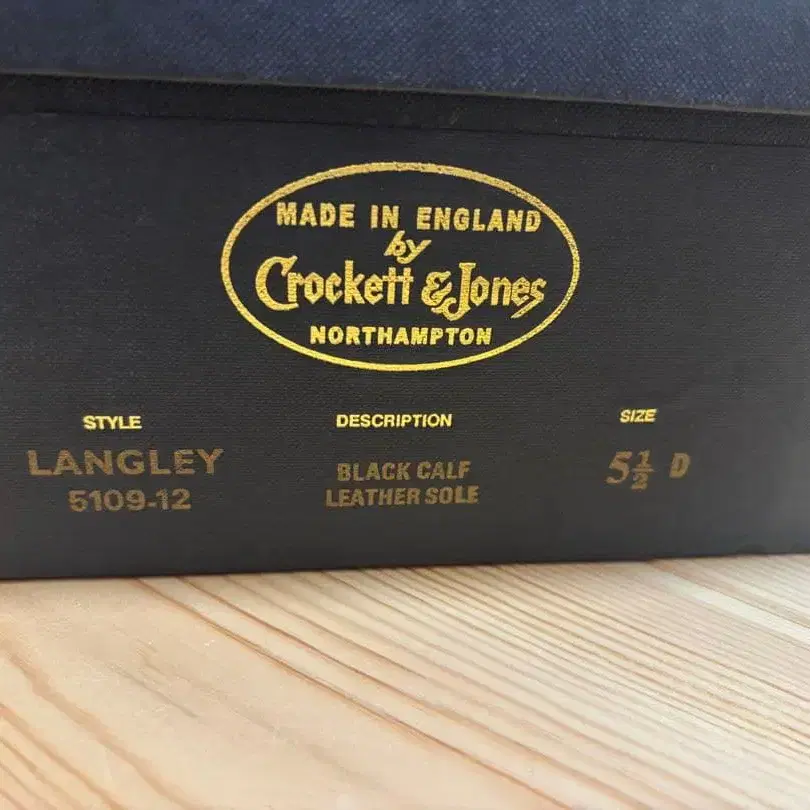 MADE IN ENGLAND
by
Crockett & Jones
NORTHAMPTON
STYLE DESCRIPTION SIZE
LANGLEY BLACK CALF 5½ D
5109-12 LEATHER SOLE